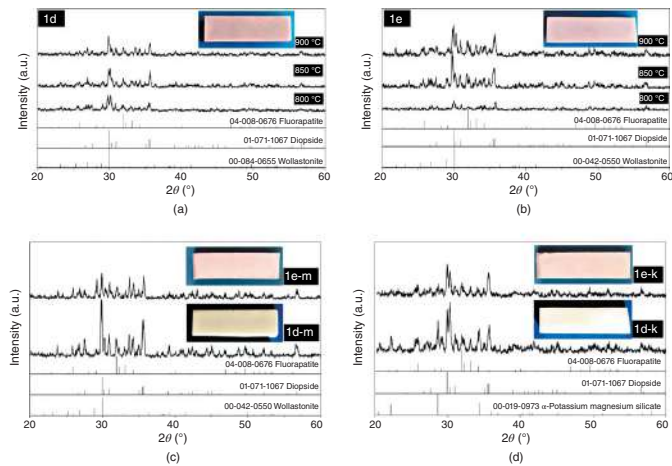 (a)
1d
900 °C
850 °C
800 °C
04-008-0676 Fluorapatite
01-071-1067 Diopside
00-084-0655 Wollastonite
Intensity (a.u.)
20 30 40 50 60
2θ (°)
(a)
(b)
1e
900 °C
850 °C
800 °C
04-008-0676 Fluorapatite
01-071-1067 Diopside
00-042-0550 Wollastonite
Intensity (a.u.)
20 30 40 50 60
2θ (°)
(b)
(c)
1e-m
1d-m
04-008-0676 Fluorapatite
01-071-1067 Diopside
00-042-0550 Wollastonite
Intensity (a.u.)
20 30 40 50 60
2θ (°)
(c)
(d)
1e-k
1d-k
04-008-0676 Fluorapatite
01-071-1067 Diopside
00-019-0973 α-Potassium magnesium silicate
Intensity (a.u.)
20 30 40 50 60
2θ (°)
(d)